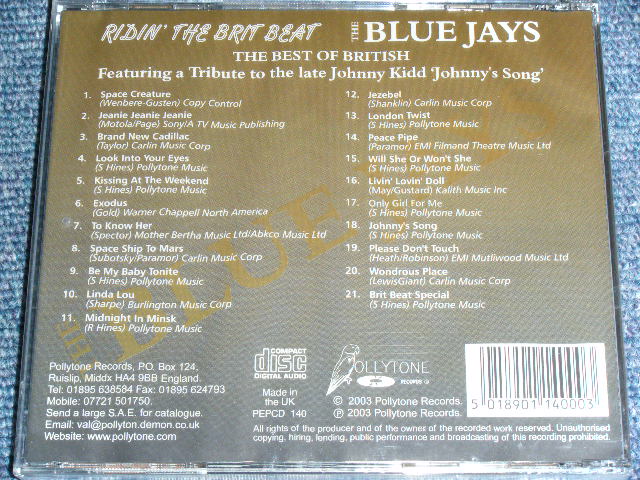 RIDIN' THE BRIT BEAT THE BLUE JAYS
THE BEST OF BRITISH
Featuring a Tribute to the late Johnny Kidd 'Johnny's Song'
1. Space Creature
(Wenbere-Gusten) Copy Control
2. Jeanie Jeanie Jeanie
(Motola/Page) Sony/A TV Music Publishing
3. Brand New Cadillac
(Taylor) Carlin Music Corp
4. Look Into Your Eyes
(S Hines) Pollytone Music
5. Kissing At The Weekend
(S Hines) Pollytone Music
6. Exodus
(Gold) Warner Chappell North America
7. To Know Her
(Spector) Mother Bertha Music Ltd/Abkco Music Ltd
8. Space Ship To Mars
(Subotsky/Paramor) Carlin Music Corp
9. Be My Baby Tonite
(S Hines) Pollytone Music
10. Linda Lou
(Sharpe) Burlington Music Corp
11. Midnight In Minsk
(R Hines) Pollytone Music
12. Jezebel
(Shanklin) Carlin Music Corp
13. London Twist
(S Hines) Pollytone Music
14. Peace Pipe
(Paramor) EMI Filmand Theatre Music Ltd
15. Will She Or Won't She
(S Hines) Pollytone Music
16. Livin' Lovin' Doll
(May/Gustard) Kalith Music Inc
17. Only Girl For Me
(S Hines) Pollytone Music
18. Johnny's Song
(S Hines) Pollytone Music
19. Please Don't Touch
(Heath/Robinson) EMI Mutliwood Music Ltd
20. Wondrous Place
(LewisGiant) Carlin Music Corp
21. Brit Beat Special
(S Hines) Pollytone Music
THE BLUE JAYS
Pollytone Records, P.O. Box 124,
Ruislip, Middx HA4 9BB England.
Tel: 01895 638584 Fax: 01895 624793
Mobile: 07721 501750.
Send a large S.A.E. for catalogue.
Email: val@pollyton.demon.co.uk
Website: www.pollytone.com
COMPACT
disc
DIGITAL AUDIO
Made in
the UK
PEPCD 140
POLLYTONE
RECORDS
© 2003 Pollytone Records.
℗ 2003 Pollytone Records.
5 018901 140003
All rights of the producer and of the owner of the recorded work reserved. Unauthorised
copying, hiring, lending, public performance and broadcasting of this recording prohibited.